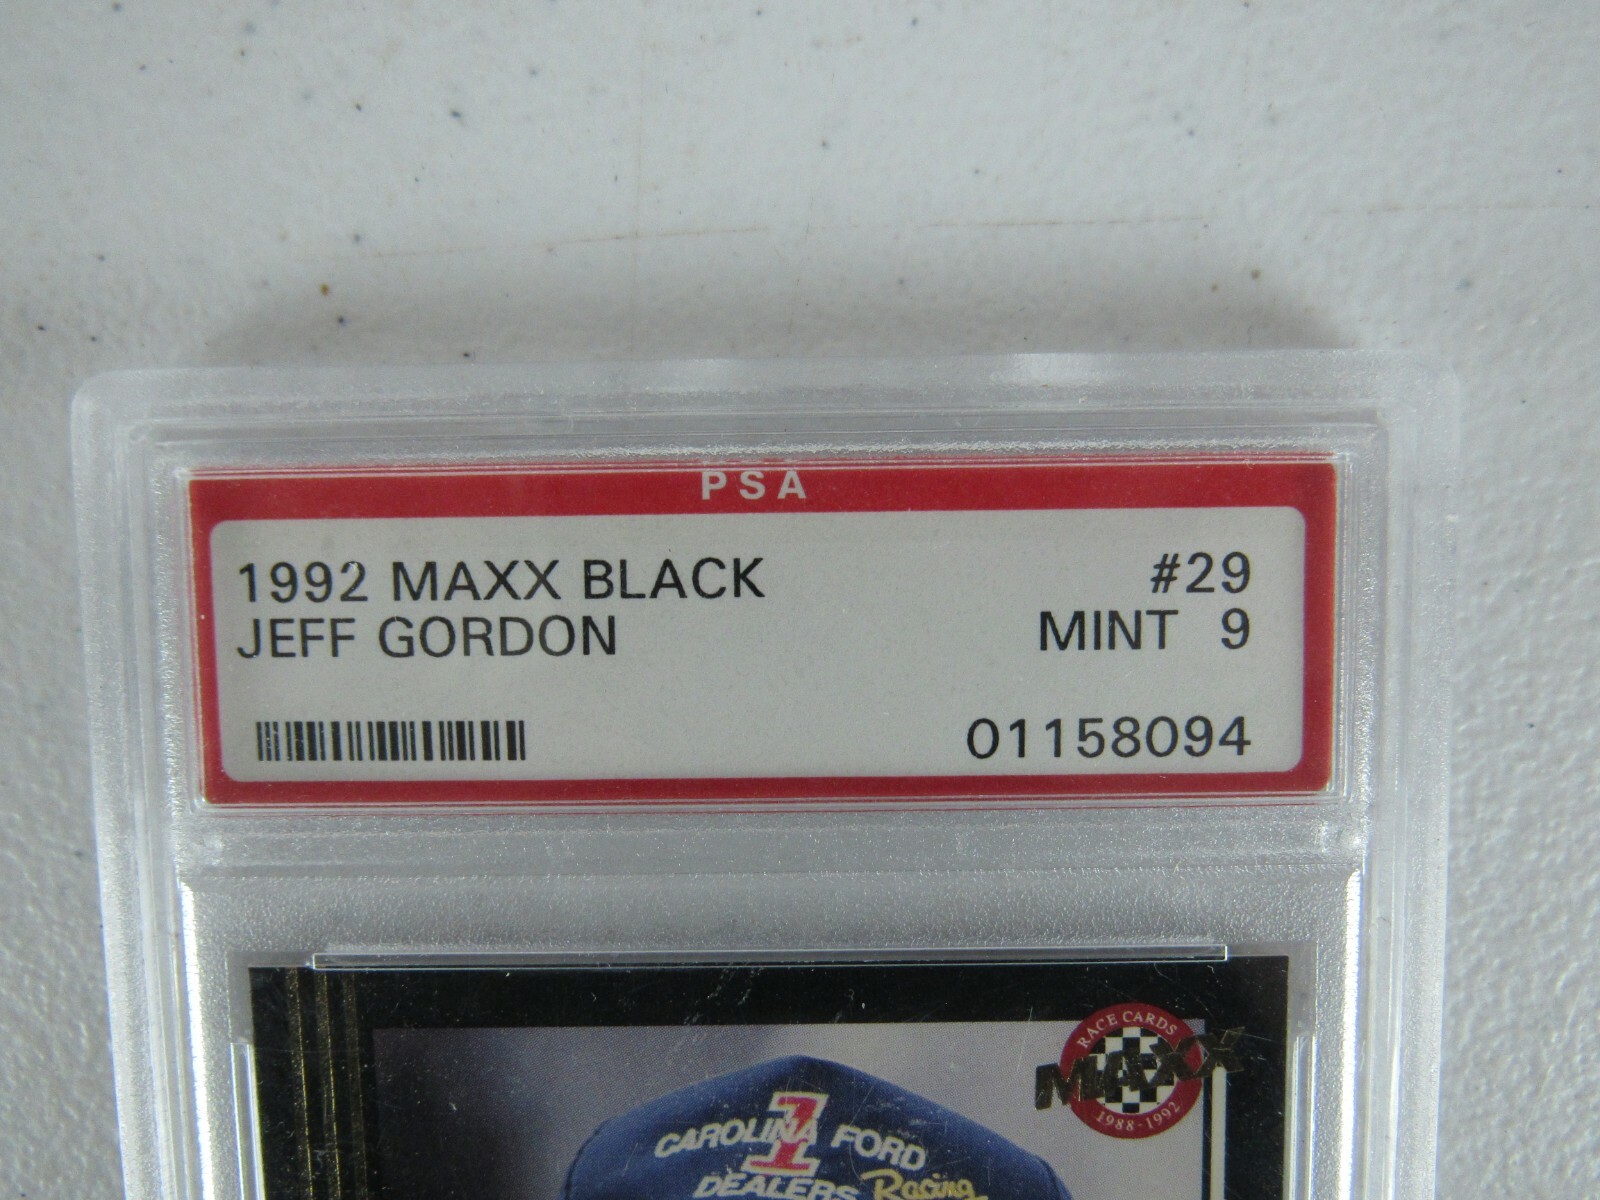 PSA
1992 MAXX BLACK #29
JEFF GORDON MINT 9
01158094
RACE CARDS
MAXX
1988-1992
1
CAROLINA FORD
DEALERS Racing